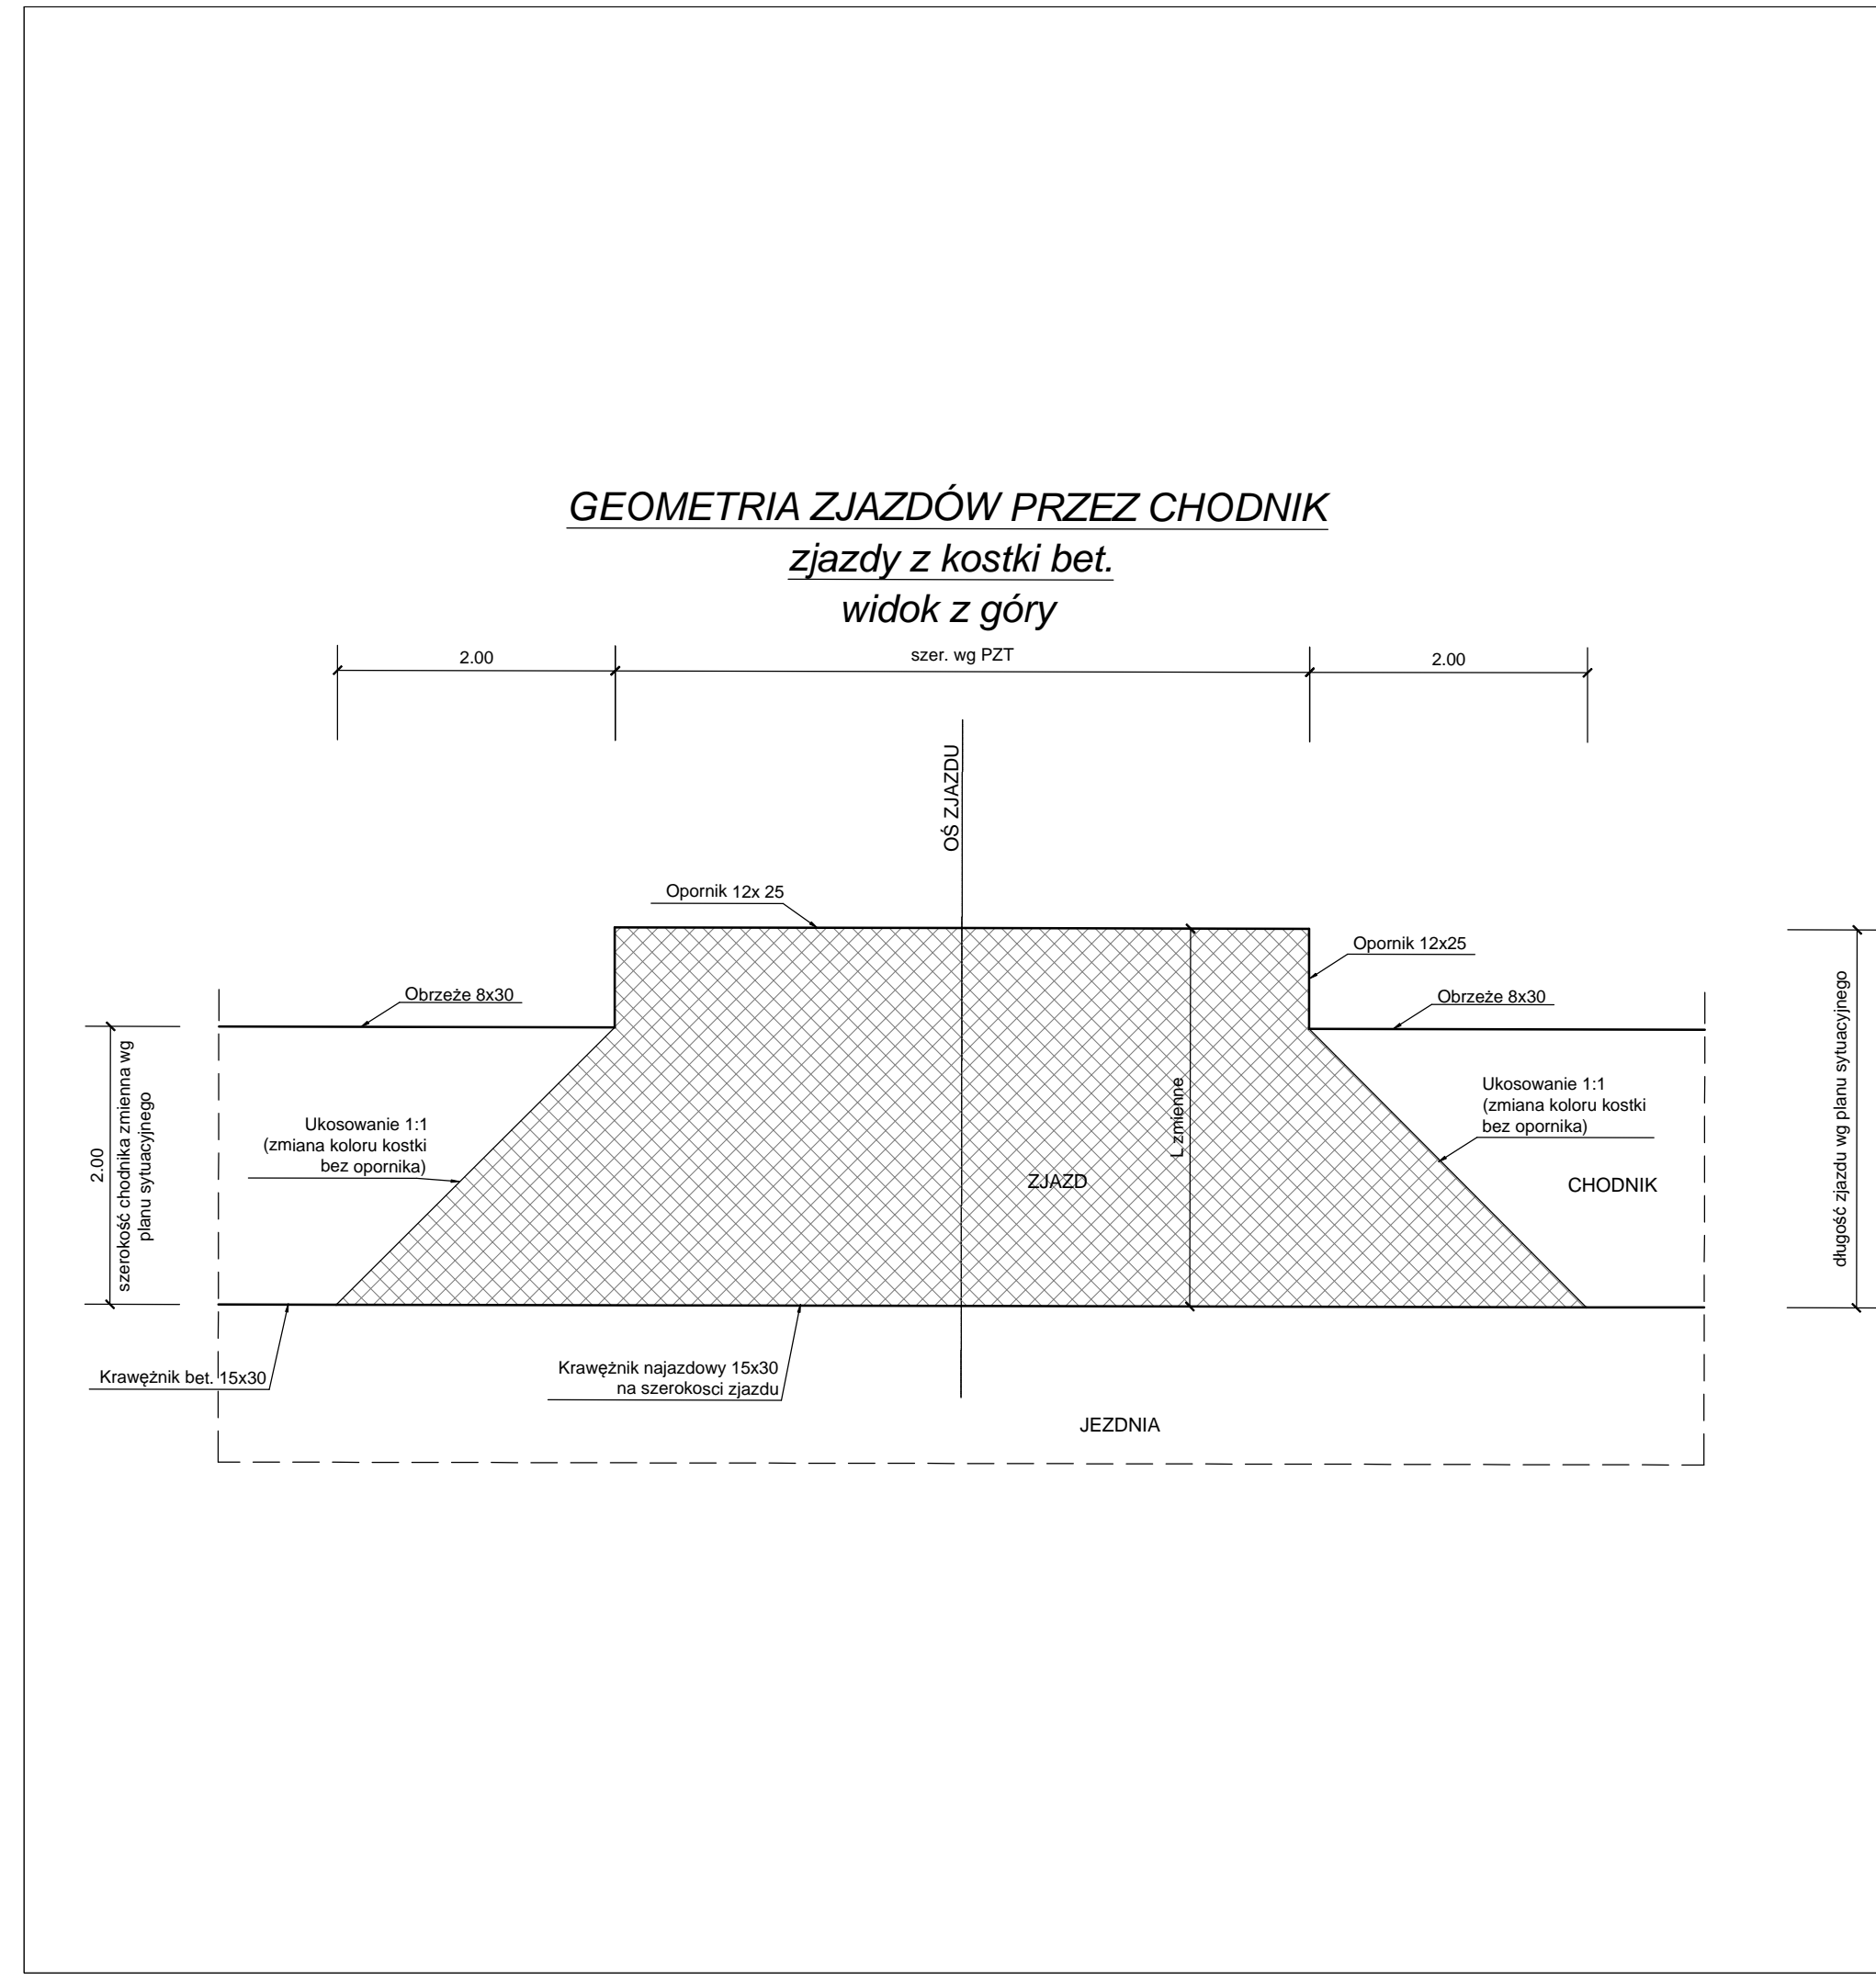 GEOMETRIA ZJAZDÓW PRZEZ CHODNIK
zjazdy z kostki bet.
widok z góry
2.00
szer. wg PZT
2.00
OŚ ZJAZDU
Opornik 12x 25
Opornik 12x25
Obrzeże 8x30
Obrzeże 8x30
2.00
szerokość chodnika zmienna wg
planu sytuacyjnego
Ukosowanie 1:1
(zmiana koloru kostki
bez opornika)
L zmienne
ZJAZD
Ukosowanie 1:1
(zmiana koloru kostki
bez opornika)
CHODNIK
długość zjazdu wg planu sytuacyjnego
Krawężnik bet. 15x30
Krawężnik najazdowy 15x30
na szerokosci zjazdu
JEZDNIA